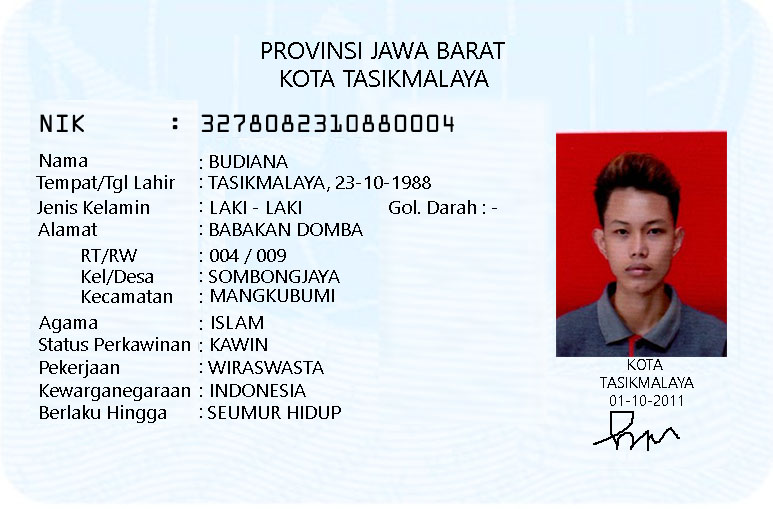 PROVINSI JAWA BARAT
KOTA TASIKMALAYA
NIK : 3278082310880004
Nama : BUDIANA
Tempat/Tgl Lahir : TASIKMALAYA, 23-10-1988
Jenis Kelamin : LAKI - LAKI Gol. Darah : -
Alamat : BABAKAN DOMBA
RT/RW : 004 / 009
Kel/Desa : SOMBONGJAYA
Kecamatan : MANGKUBUMI
Agama : ISLAM
Status Perkawinan : KAWIN
Pekerjaan : WIRASWASTA
Kewarganegaraan : INDONESIA
Berlaku Hingga : SEUMUR HIDUP
KOTA
TASIKMALAYA
01-10-2011